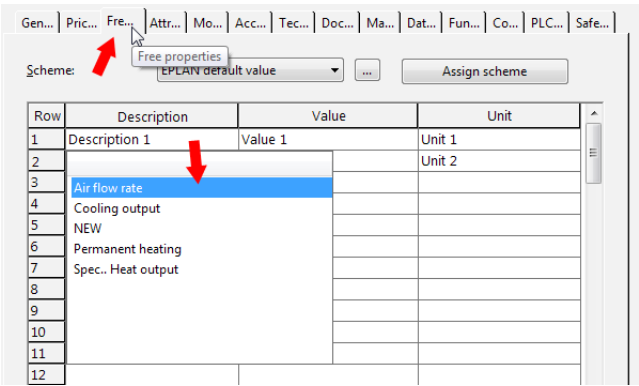 Gen... Pric... Fre... Attr... Mo... Acc... Tec... Doc... Ma... Dat... Fun... Co... PLC... Safe...
Free properties
Scheme: EPLAN default value ... Assign scheme
Row Description Value Unit
1 Description 1 Value 1 Unit 1
2 Unit 2
3 Air flow rate
4 Cooling output
5 NEW
6 Permanent heating
7 Spec.. Heat output
8
9
10
11
12